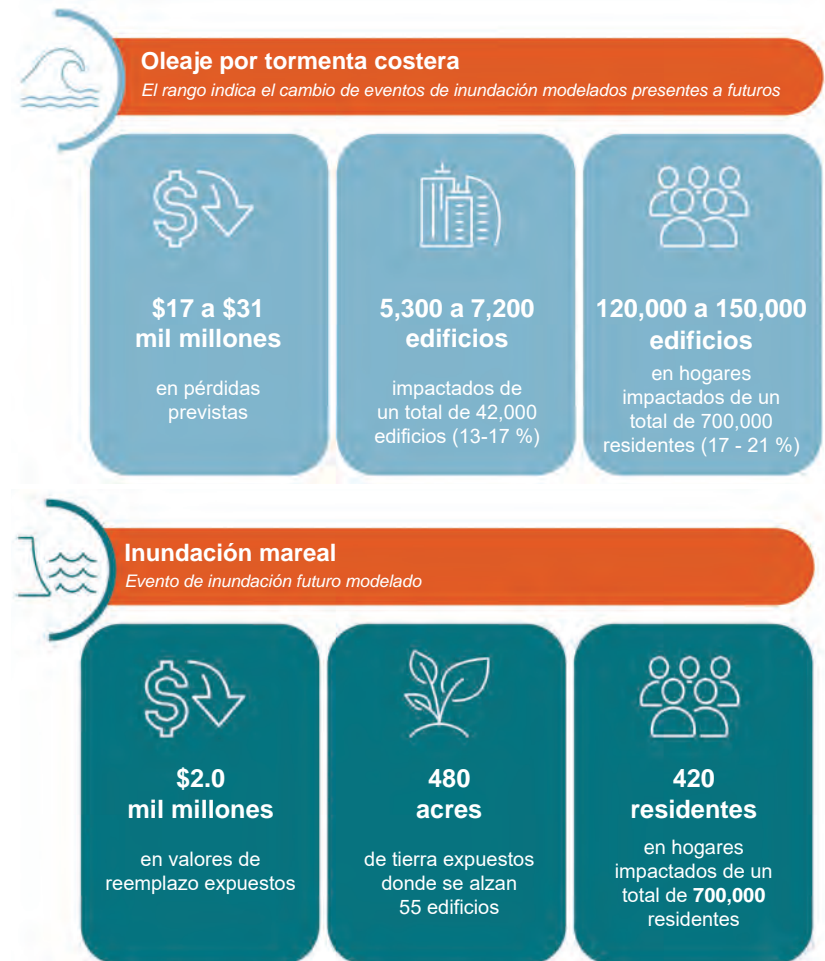 Oleaje por tormenta costera
El rango indica el cambio de eventos de inundación modelados presentes a futuros
$17 a $31
mil millones
en pérdidas
previstas
5,300 a 7,200
edificios
impactados de
un total de 42,000
edificios (13-17 %)
120,000 a 150,000
edificios
en hogares
impactados de un
total de 700,000
residentes (17 - 21 %)
Inundación mareal
Evento de inundación futuro modelado
$2.0
mil millones
en valores de
reemplazo expuestos
480
acres
de tierra expuestos
donde se alzan
55 edificios
420
residentes
en hogares
impactados de un
total de 700,000
residentes